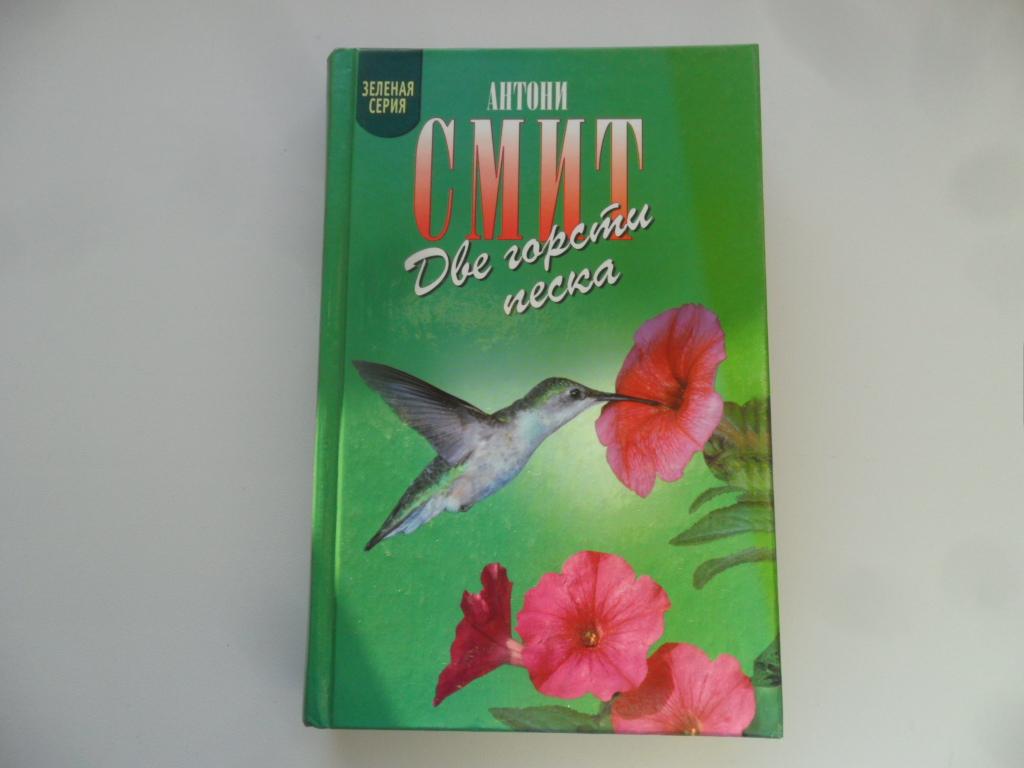 ЗЕЛЕНАЯ
СЕРИЯ
АНТОНИ
СМИТ
Две горсти
песка